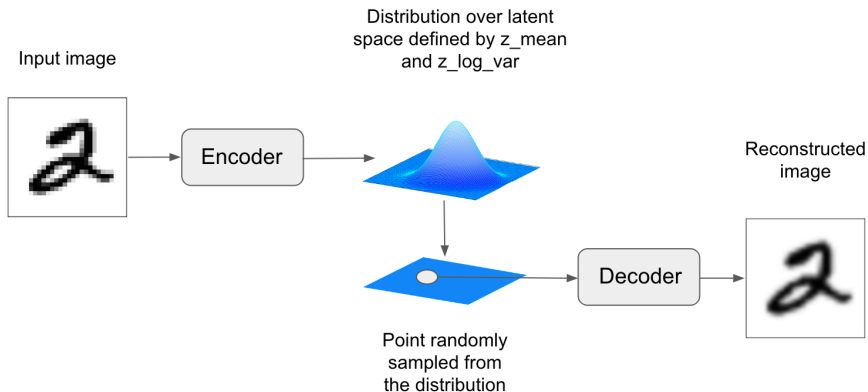 Input image
Encoder
Distribution over latent
space defined by z_mean
and z_log_var
Point randomly
sampled from
the distribution
Decoder
Reconstructed
image